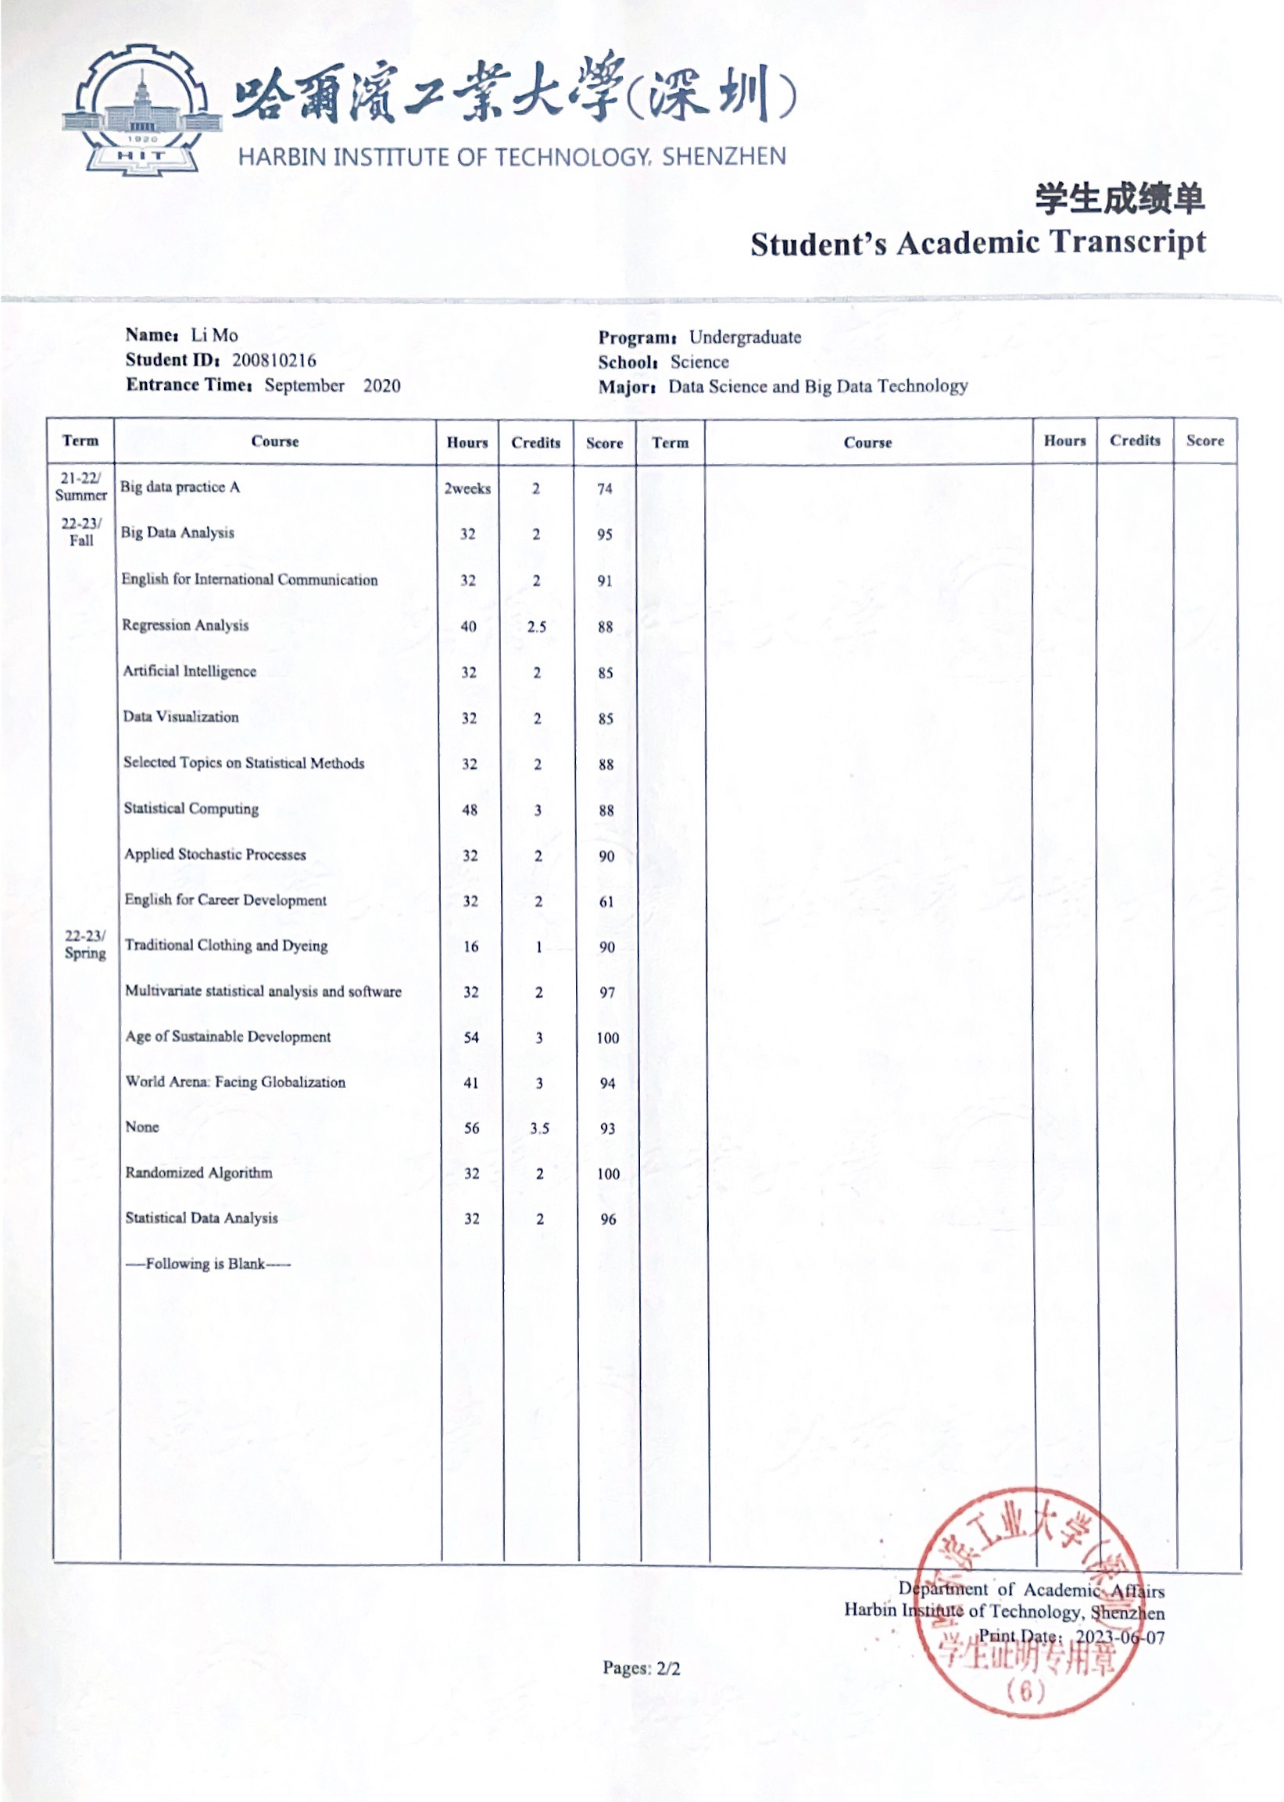 哈爾濱工業大學(深圳)
1920
HIT
HARBIN INSTITUTE OF TECHNOLOGY, SHENZHEN
学生成绩单
Student's Academic Transcript
Name: Li Mo
Student ID: 200810216
Entrance Time: September 2020
Program: Undergraduate
School: Science
Major: Data Science and Big Data Technology
Term Course Hours Credits Score Term Course Hours Credits Score
21-22/ Summer Big data practice A 2weeks 2 74
22-23/ Fall Big Data Analysis 32 2 95
English for International Communication 32 2 91
Regression Analysis 40 2.5 88
Artificial Intelligence 32 2 85
Data Visualization 32 2 85
Selected Topics on Statistical Methods 32 2 88
Statistical Computing 48 3 88
Applied Stochastic Processes 32 2 90
English for Career Development 32 2 61
22-23/ Spring Traditional Clothing and Dyeing 16 1 90
Multivariate statistical analysis and software 32 2 97
Age of Sustainable Development 54 3 100
World Arena: Facing Globalization 41 3 94
None 56 3.5 93
Randomized Algorithm 32 2 100
Statistical Data Analysis 32 2 96
----Following is Blank-----
Department of Academic Affairs
Harbin Institute of Technology, Shenzhen
Print Date: 2023-06-07
哈尔滨工业大学(深圳)
学生证明专用章
(6)
Pages: 2/2